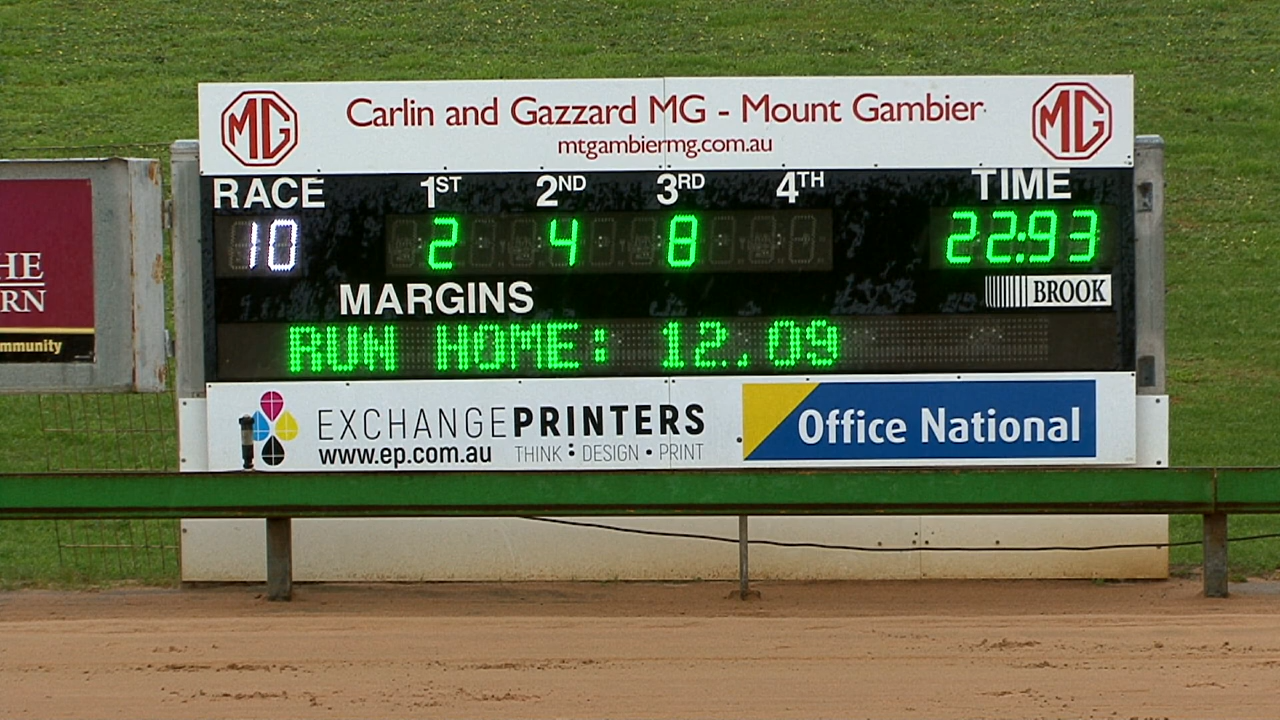 MG Carlin and Gazzard MG - Mount Gambier MG
mtgambiermg.com.au
RACE 1ST 2ND 3RD 4TH TIME
10 2 4 8 22:93
BROOK
MARGINS
RUN HOME: 12.09
EXCHANGEPRINTERS
www.ep.com.au THINK : DESIGN • PRINT
Office National
HE
RN
mmunity